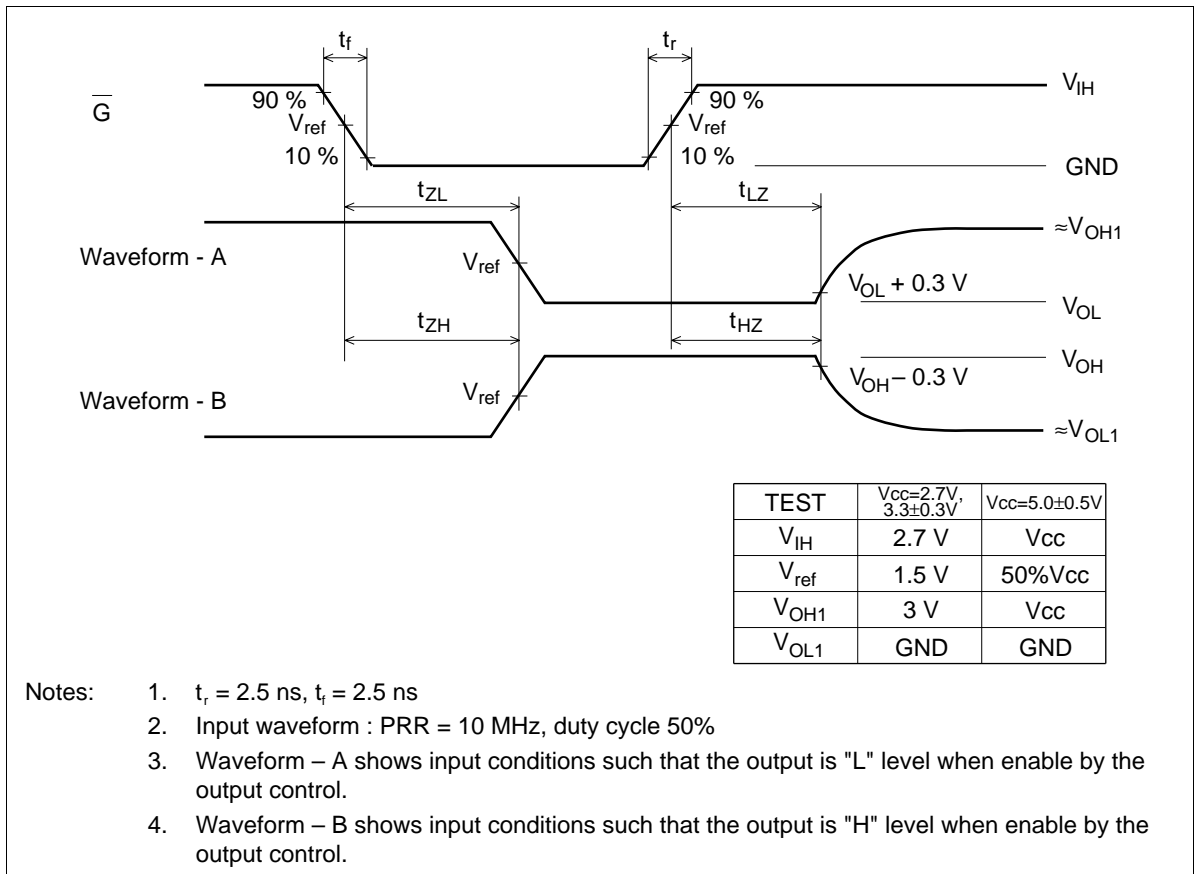 tf tr
G
90 % 90 % VIH
Vref Vref
10 % 10 % GND
tZL tLZ
Waveform - A Vref VOL + 0.3 V ≈VOH1
VOL
tZH tHZ
VOH
Waveform - B Vref VOH – 0.3 V ≈VOL1
TEST Vcc=2.7V, 3.3±0.3V Vcc=5.0±0.5V
VIH 2.7 V Vcc
Vref 1.5 V 50%Vcc
VOH1 3 V Vcc
VOL1 GND GND
Notes: 1. tr = 2.5 ns, tf = 2.5 ns
2. Input waveform : PRR = 10 MHz, duty cycle 50%
3. Waveform – A shows input conditions such that the output is "L" level when enable by the
output control.
4. Waveform – B shows input conditions such that the output is "H" level when enable by the
output control.